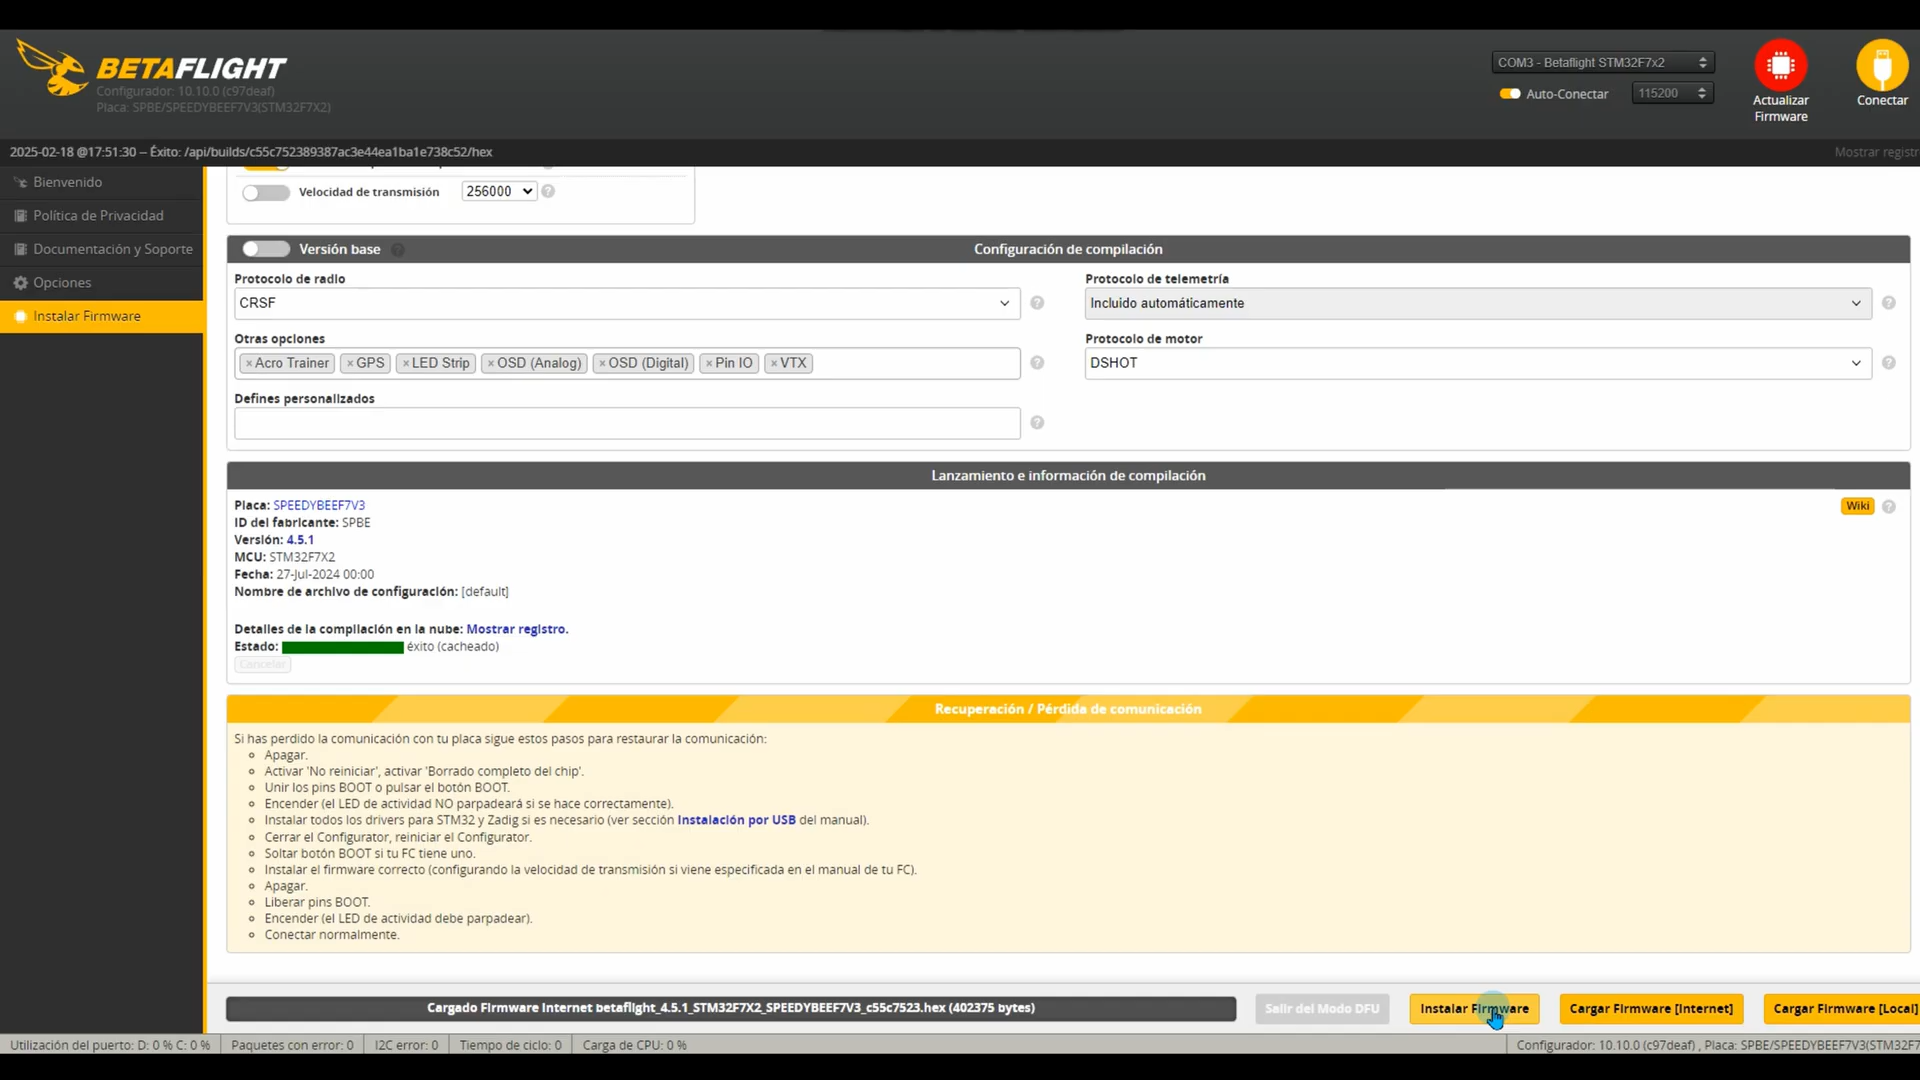 BETAFLIGHT
Configurador: 10.10.0 (c97deaf)
Placa: SPBE/SPEEDYBEEF7V3(STM32F7X2)
COM3 - Betaflight STM32F7x2
Auto-Conectar
115200
Actualizar
Firmware
Conectar
2025-02-18 @17:51:30 – Éxito: /api/builds/c55c752389387ac3e44ea1ba1e738c52/hex
Mostrar registr
Bienvenido
Política de Privacidad
Documentación y Soporte
Opciones
Instalar Firmware
Velocidad de transmisión
256000
Versión base
Configuración de compilación
Protocolo de radio
CRSF
Protocolo de telemetría
Incluido automáticamente
Otras opciones
×Acro Trainer ×GPS ×LED Strip ×OSD (Analog) ×OSD (Digital) ×Pin IO ×VTX
Protocolo de motor
DSHOT
Defines personalizados
Lanzamiento e información de compilación
Placa: SPEEDYBEEF7V3
Wiki
ID del fabricante: SPBE
Versión: 4.5.1
MCU: STM32F7X2
Fecha: 27-Jul-2024 00:00
Nombre de archivo de configuración: [default]
Detalles de la compilación en la nube: Mostrar registro.
Estado: éxito (cacheado)
Cancelar
Recuperación / Pérdida de comunicación
Si has perdido la comunicación con tu placa sigue estos pasos para restaurar la comunicación:
Apagar.
Activar 'No reiniciar', activar 'Borrado completo del chip'.
Unir los pins BOOT o pulsar el botón BOOT.
Encender (el LED de actividad NO parpadeará si se hace correctamente).
Instalar todos los drivers para STM32 y Zadig si es necesario (ver sección Instalación por USB del manual).
Cerrar el Configurator, reiniciar el Configurator.
Soltar botón BOOT si tu FC tiene uno.
Instalar el firmware correcto (configurando la velocidad de transmisión si viene especificada en el manual de tu FC).
Apagar.
Liberar pins BOOT.
Encender (el LED de actividad debe parpadear).
Conectar normalmente.
Cargado Firmware Internet betaflight_4.5.1_STM32F7X2_SPEEDYBEEF7V3_c55c7523.hex (402375 bytes)
Salir del Modo DFU
Instalar Firmware
Cargar Firmware [Internet]
Cargar Firmware [Local]
Utilización del puerto: D: 0 % C: 0 %
Paquetes con error: 0
I2C error: 0
Tiempo de ciclo: 0
Carga de CPU: 0 %
Configurador: 10.10.0 (c97deaf) , Placa: SPBE/SPEEDYBEEF7V3(STM32F7